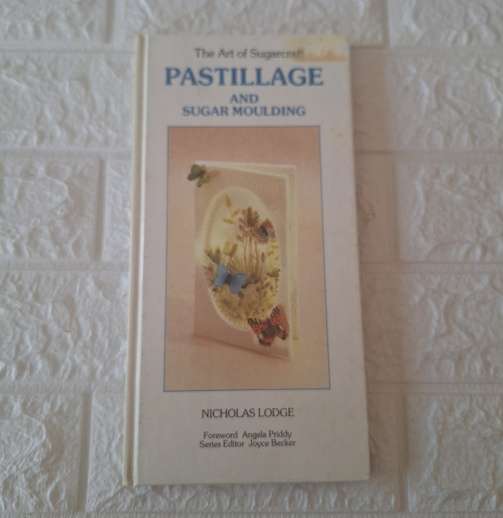 The Art of Sugarcraft
PASTILLAGE
AND
SUGAR MOULDING
NICHOLAS LODGE
Foreword Angela Priddy
Series Editor Joyce Becker